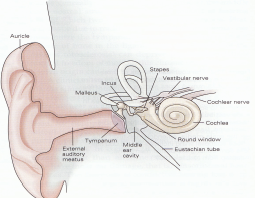 Auricle
Stapes
Incus
Vestibular nerve
Malleus
Cochlear nerve
Cochlea
Round window
External
auditory
meatus
Tympanum
Middle
ear
cavity
Eustachian tube